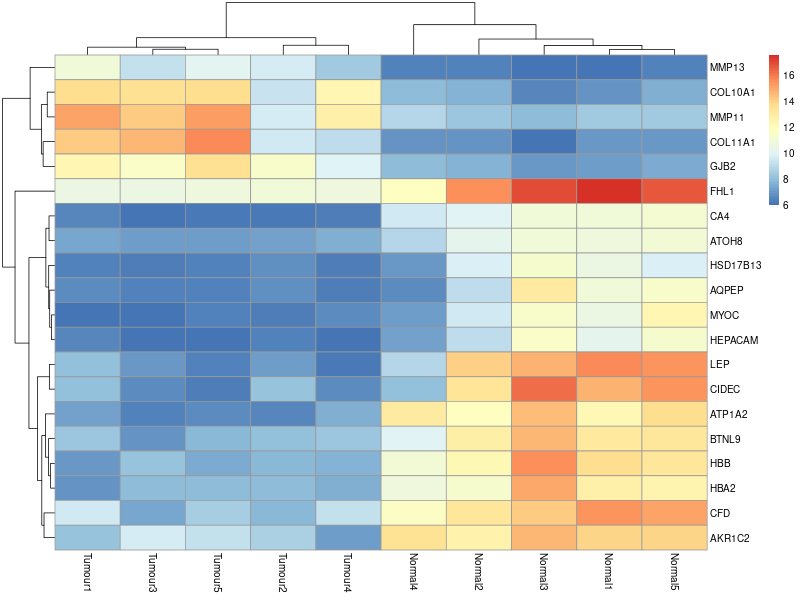 MMP13
COL10A1
MMP11
COL11A1
GJB2
FHL1
CA4
ATOH8
HSD17B13
AQPEP
MYOC
HEPACAM
LEP
CIDEC
ATP1A2
BTNL9
HBB
HBA2
CFD
AKR1C2
16
14
12
10
8
6
Tumour1
Tumour3
Tumour5
Tumour2
Tumour4
Normal4
Normal2
Normal3
Normal1
Normal5